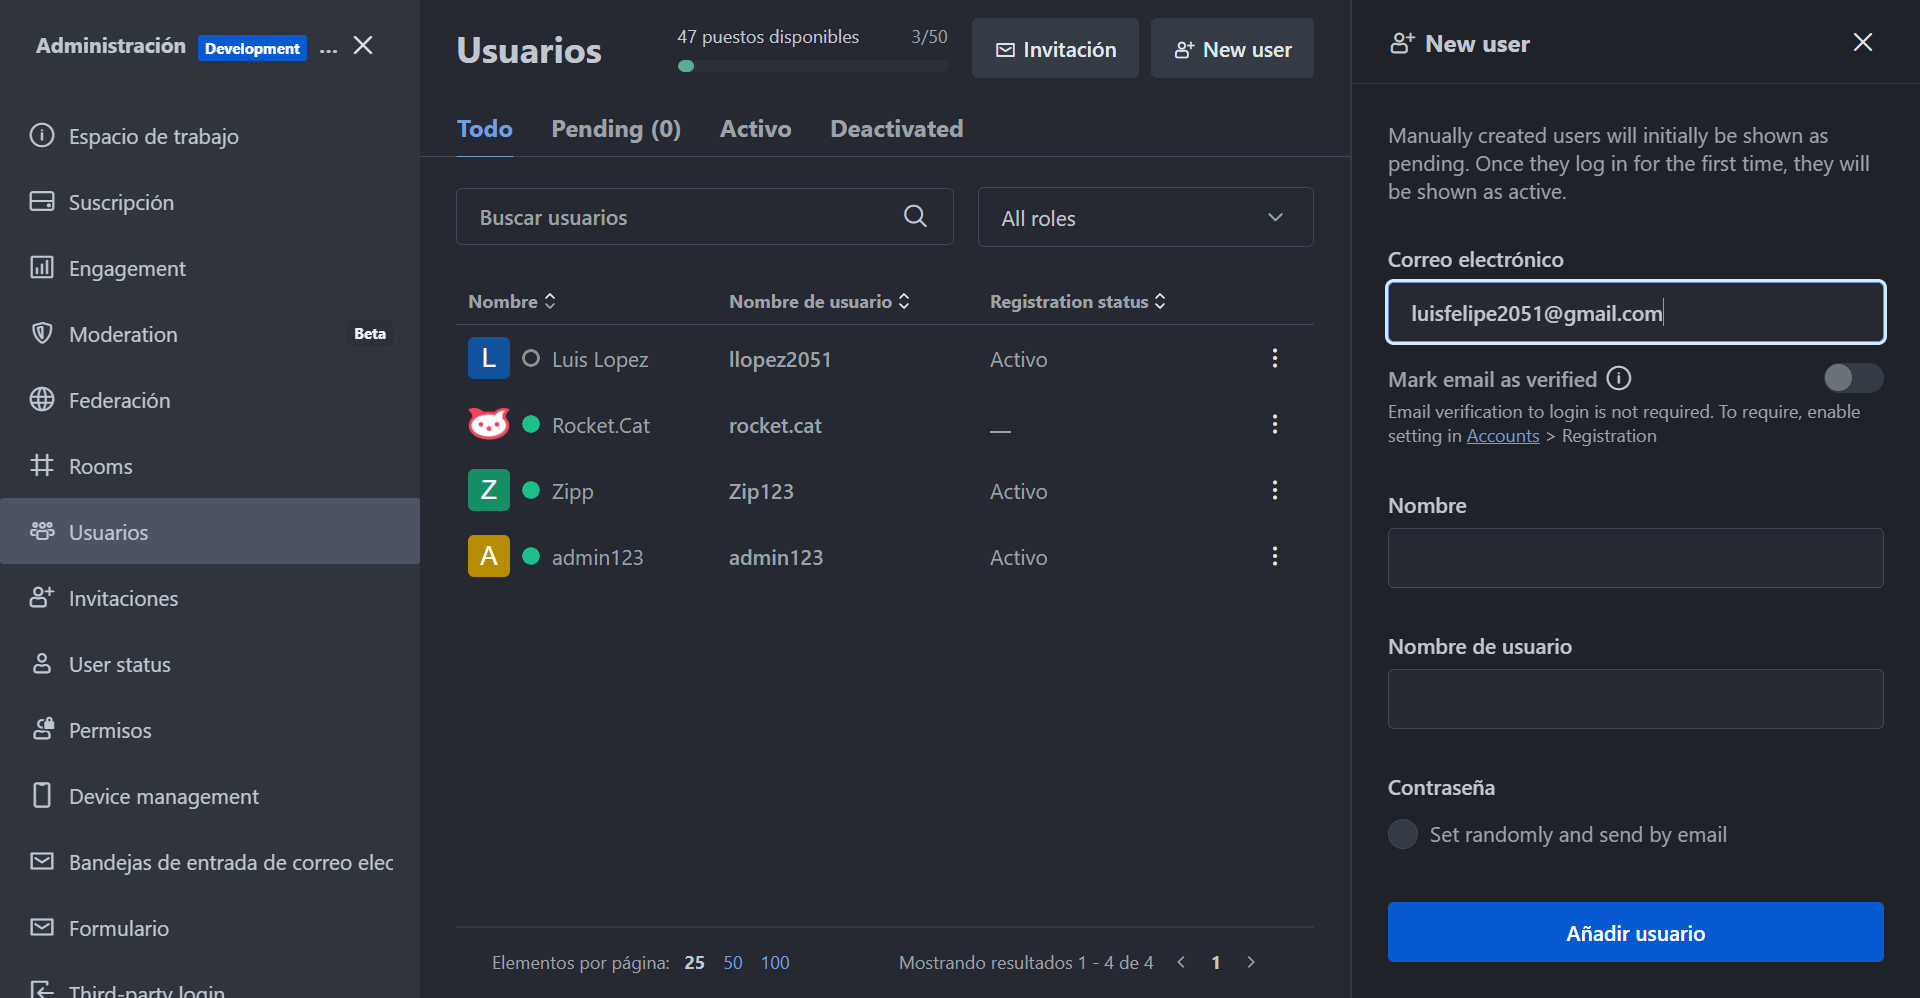 Administración
Development
...
Espacio de trabajo
Suscripción
Engagement
Moderation
Beta
Federación
Rooms
Usuarios
Invitaciones
User status
Permisos
Device management
Bandejas de entrada de correo elec
Formulario
Third-party login
Usuarios
47 puestos disponibles
3/50
Invitación
New user
Todo
Pending (0)
Activo
Deactivated
Buscar usuarios
All roles
Nombre
Nombre de usuario
Registration status
L
Luis Lopez
llopez2051
Activo
Rocket.Cat
rocket.cat
—
Z
Zipp
Zip123
Activo
A
admin123
admin123
Activo
Elementos por página:
25
50
100
Mostrando resultados 1 - 4 de 4
1
New user
Manually created users will initially be shown as
pending. Once they log in for the first time, they will
be shown as active.
Correo electrónico
luisfelipe2051@gmail.com
Mark email as verified
Email verification to login is not required. To require, enable
setting in Accounts > Registration
Nombre
Nombre de usuario
Contraseña
Set randomly and send by email
Añadir usuario